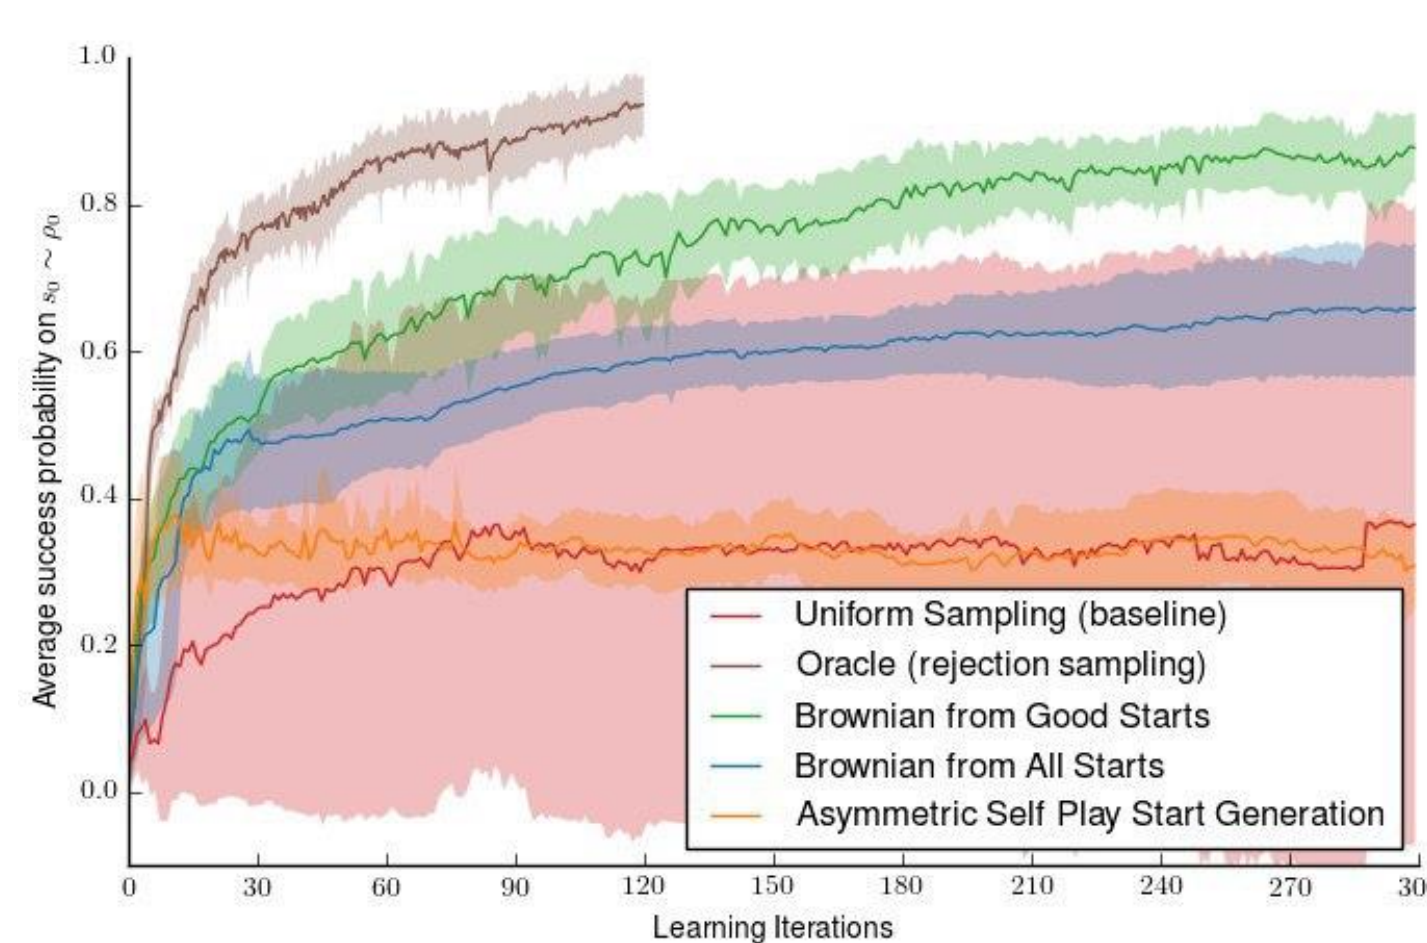 Average success probability on s₀ ~ ρ₀
1.0
0.8
0.6
0.4
0.2
0.0
0 30 60 90 120 150 180 210 240 270 30
Learning Iterations
Uniform Sampling (baseline)
Oracle (rejection sampling)
Brownian from Good Starts
Brownian from All Starts
Asymmetric Self Play Start Generation